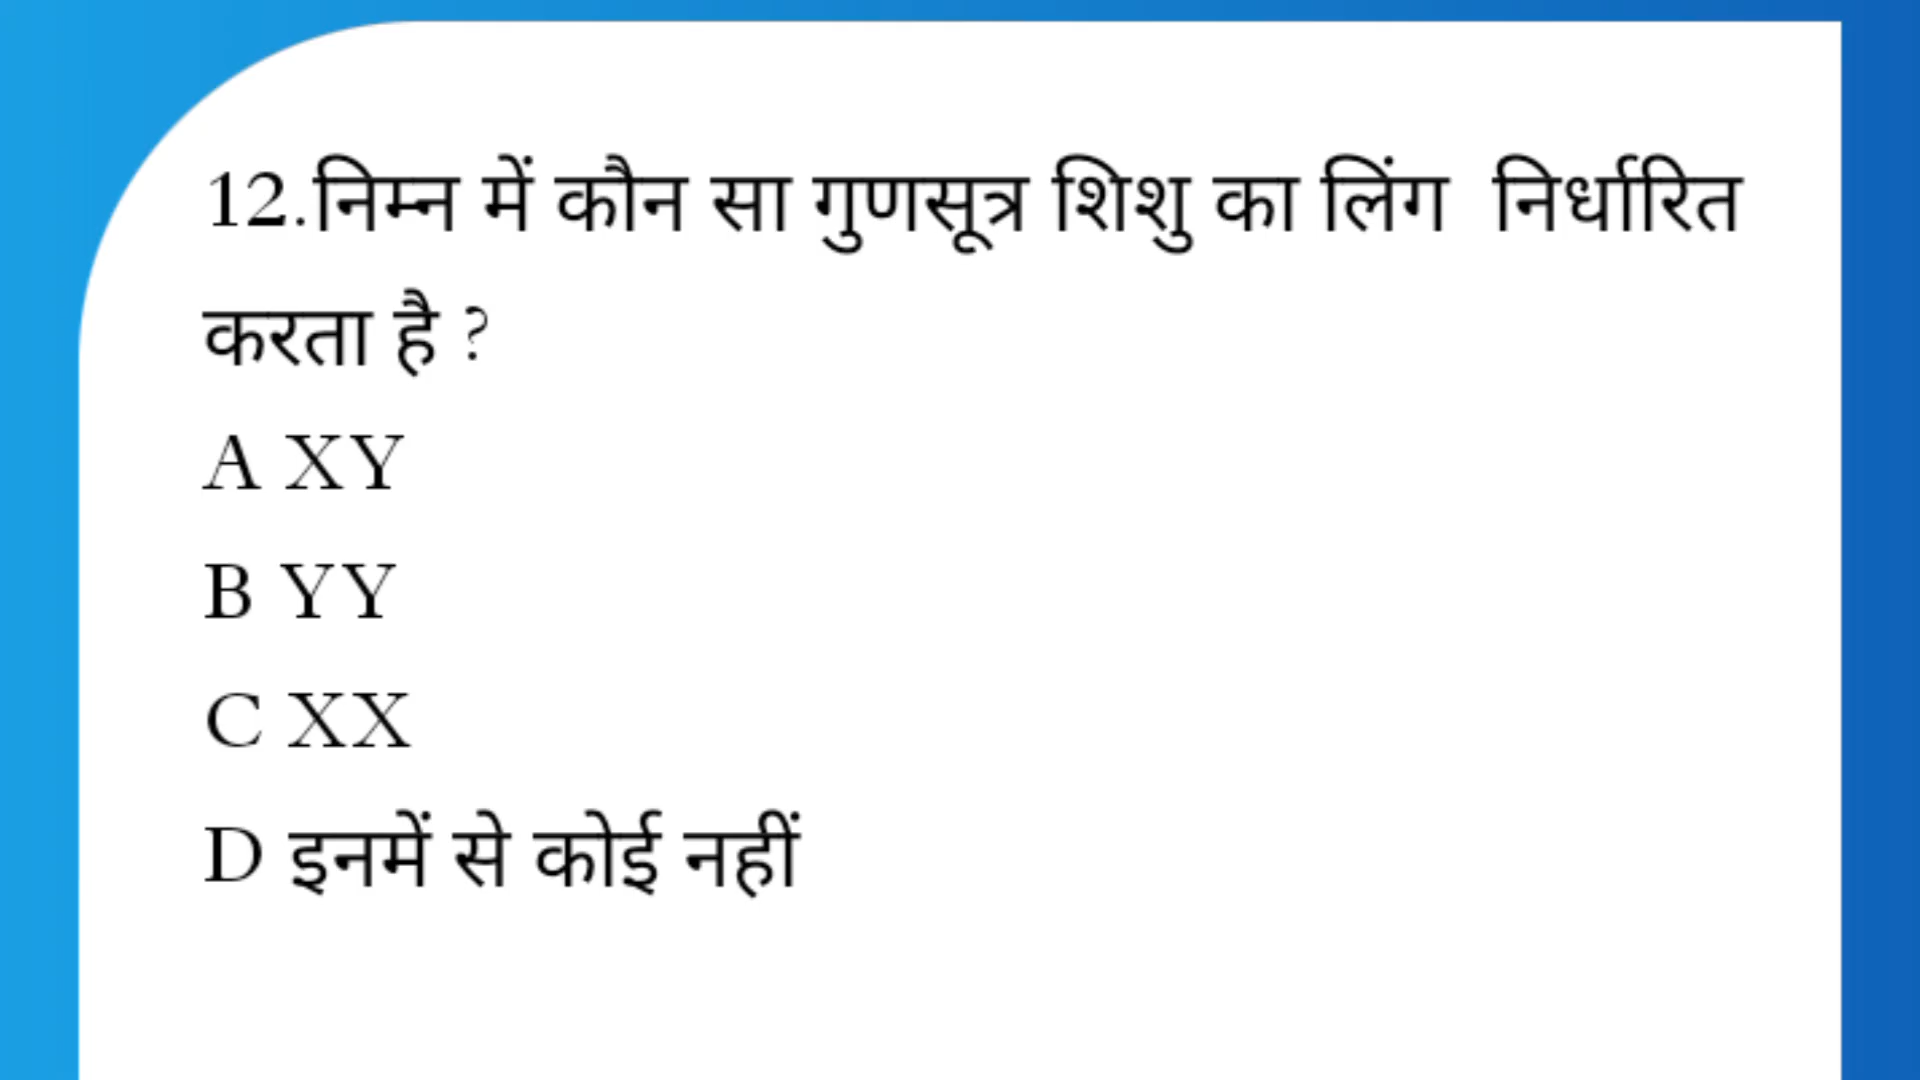 12.निम्न में कौन सा गुणसूत्र शिशु का लिंग  निर्धारित
करता है ?
A XY
B YY
C XX
D इनमें से कोई नहीं